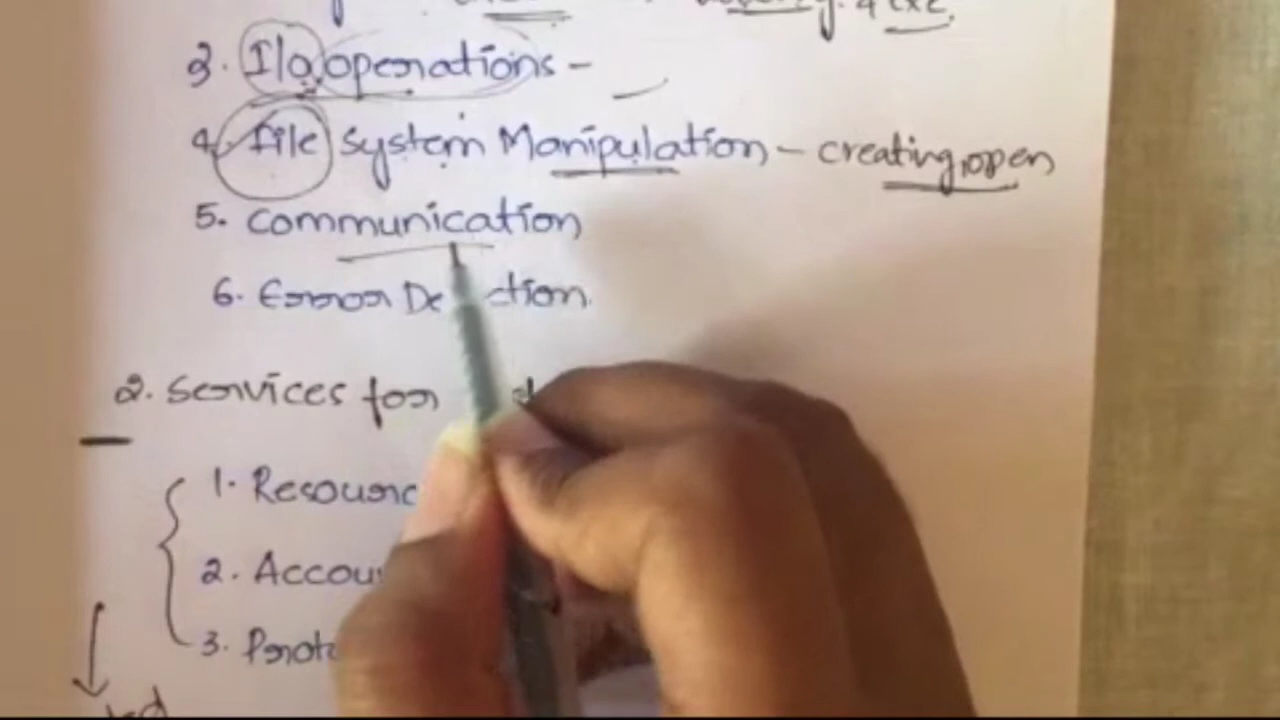 3. I/O operations -
4. File System Manipulation - creating, open
5. Communication
6. Error De ction
2. Services for
1. Resourc
2. Accou
3. Prot